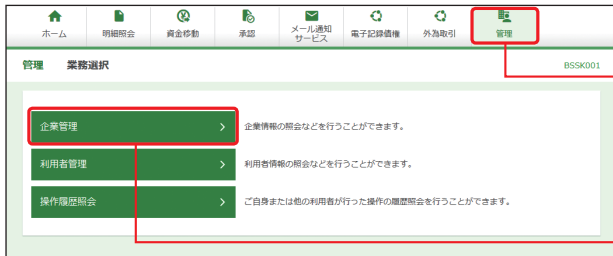 ホーム 明細照会 資金移動 承認 メール通知サービス 電子記録債権 外為取引 管理
管理 業務選択 BSSK001
企業管理 企業情報の照会などを行うことができます。
利用者管理 利用者情報の照会などを行うことができます。
操作履歴照会 ご自身または他の利用者が行った操作の履歴照会を行うことができます。